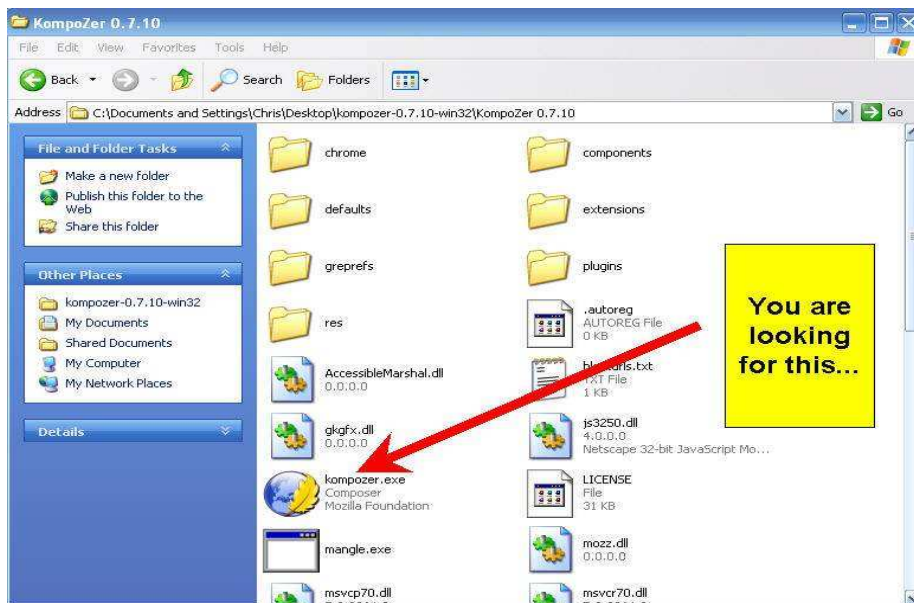 KompoZer 0.7.10
File Edit View Favorites Tools Help
Back Search Folders
Address C:\Documents and Settings\Chris\Desktop\kompozer-0.7.10-win32\KompoZer 0.7.10 Go
File and Folder Tasks
Make a new folder
Publish this folder to the
Web
Share this folder
Other Places
kompozer-0.7.10-win32
My Documents
Shared Documents
My Computer
My Network Places
Details
chrome
components
defaults
extensions
greprefs
plugins
res
.autoreg
AUTOREG File
0 KB
AccessibleMarshal.dll
0.0.0.0
TXT File
1 KB
gkgfx.dll
0.0.0.0
js3250.dll
4.0.0.0
Netscape 32-bit JavaScript Mo...
kompozer.exe
Composer
Mozilla Foundation
LICENSE
File
31 KB
mangle.exe
mozz.dll
0.0.0.0
msvcp70.dll
msvcr70.dll
You are
looking
for this...